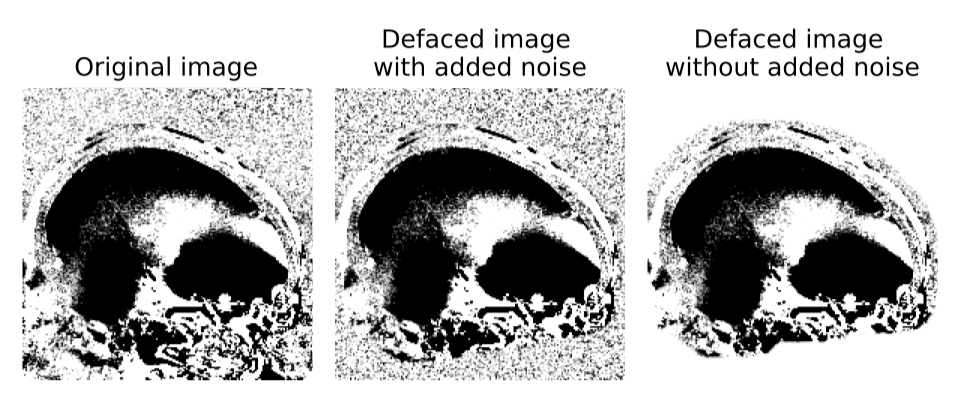 Original image
Defaced image
with added noise
Defaced image
without added noise